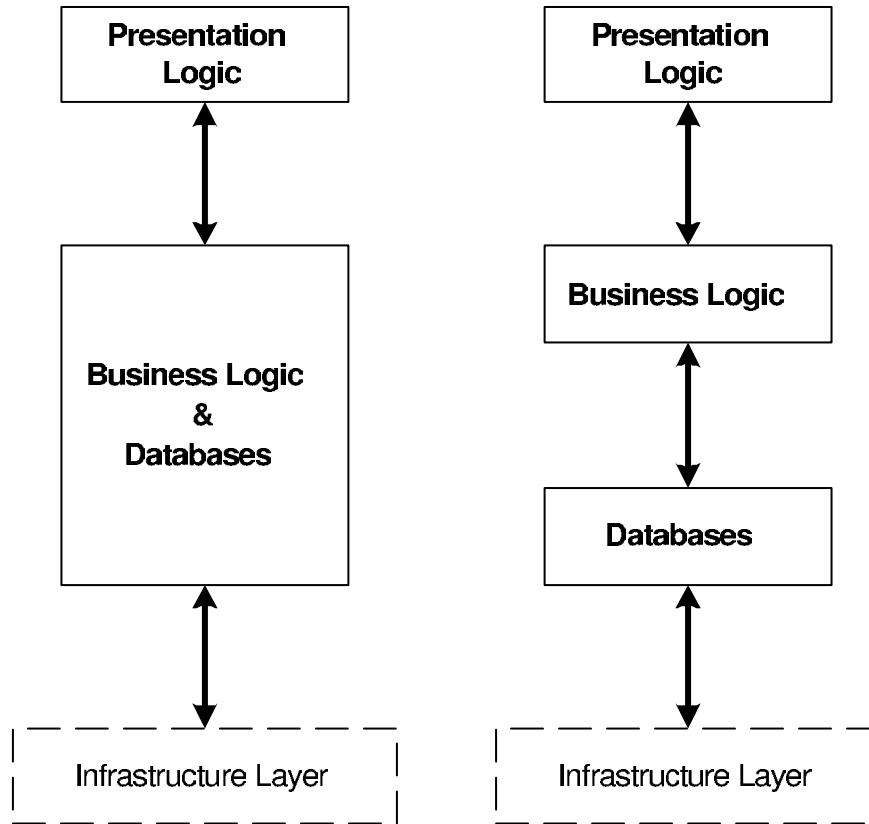 Presentation
Logic
Business Logic
&
Databases
Infrastructure Layer
Presentation
Logic
Business Logic
Databases
Infrastructure Layer